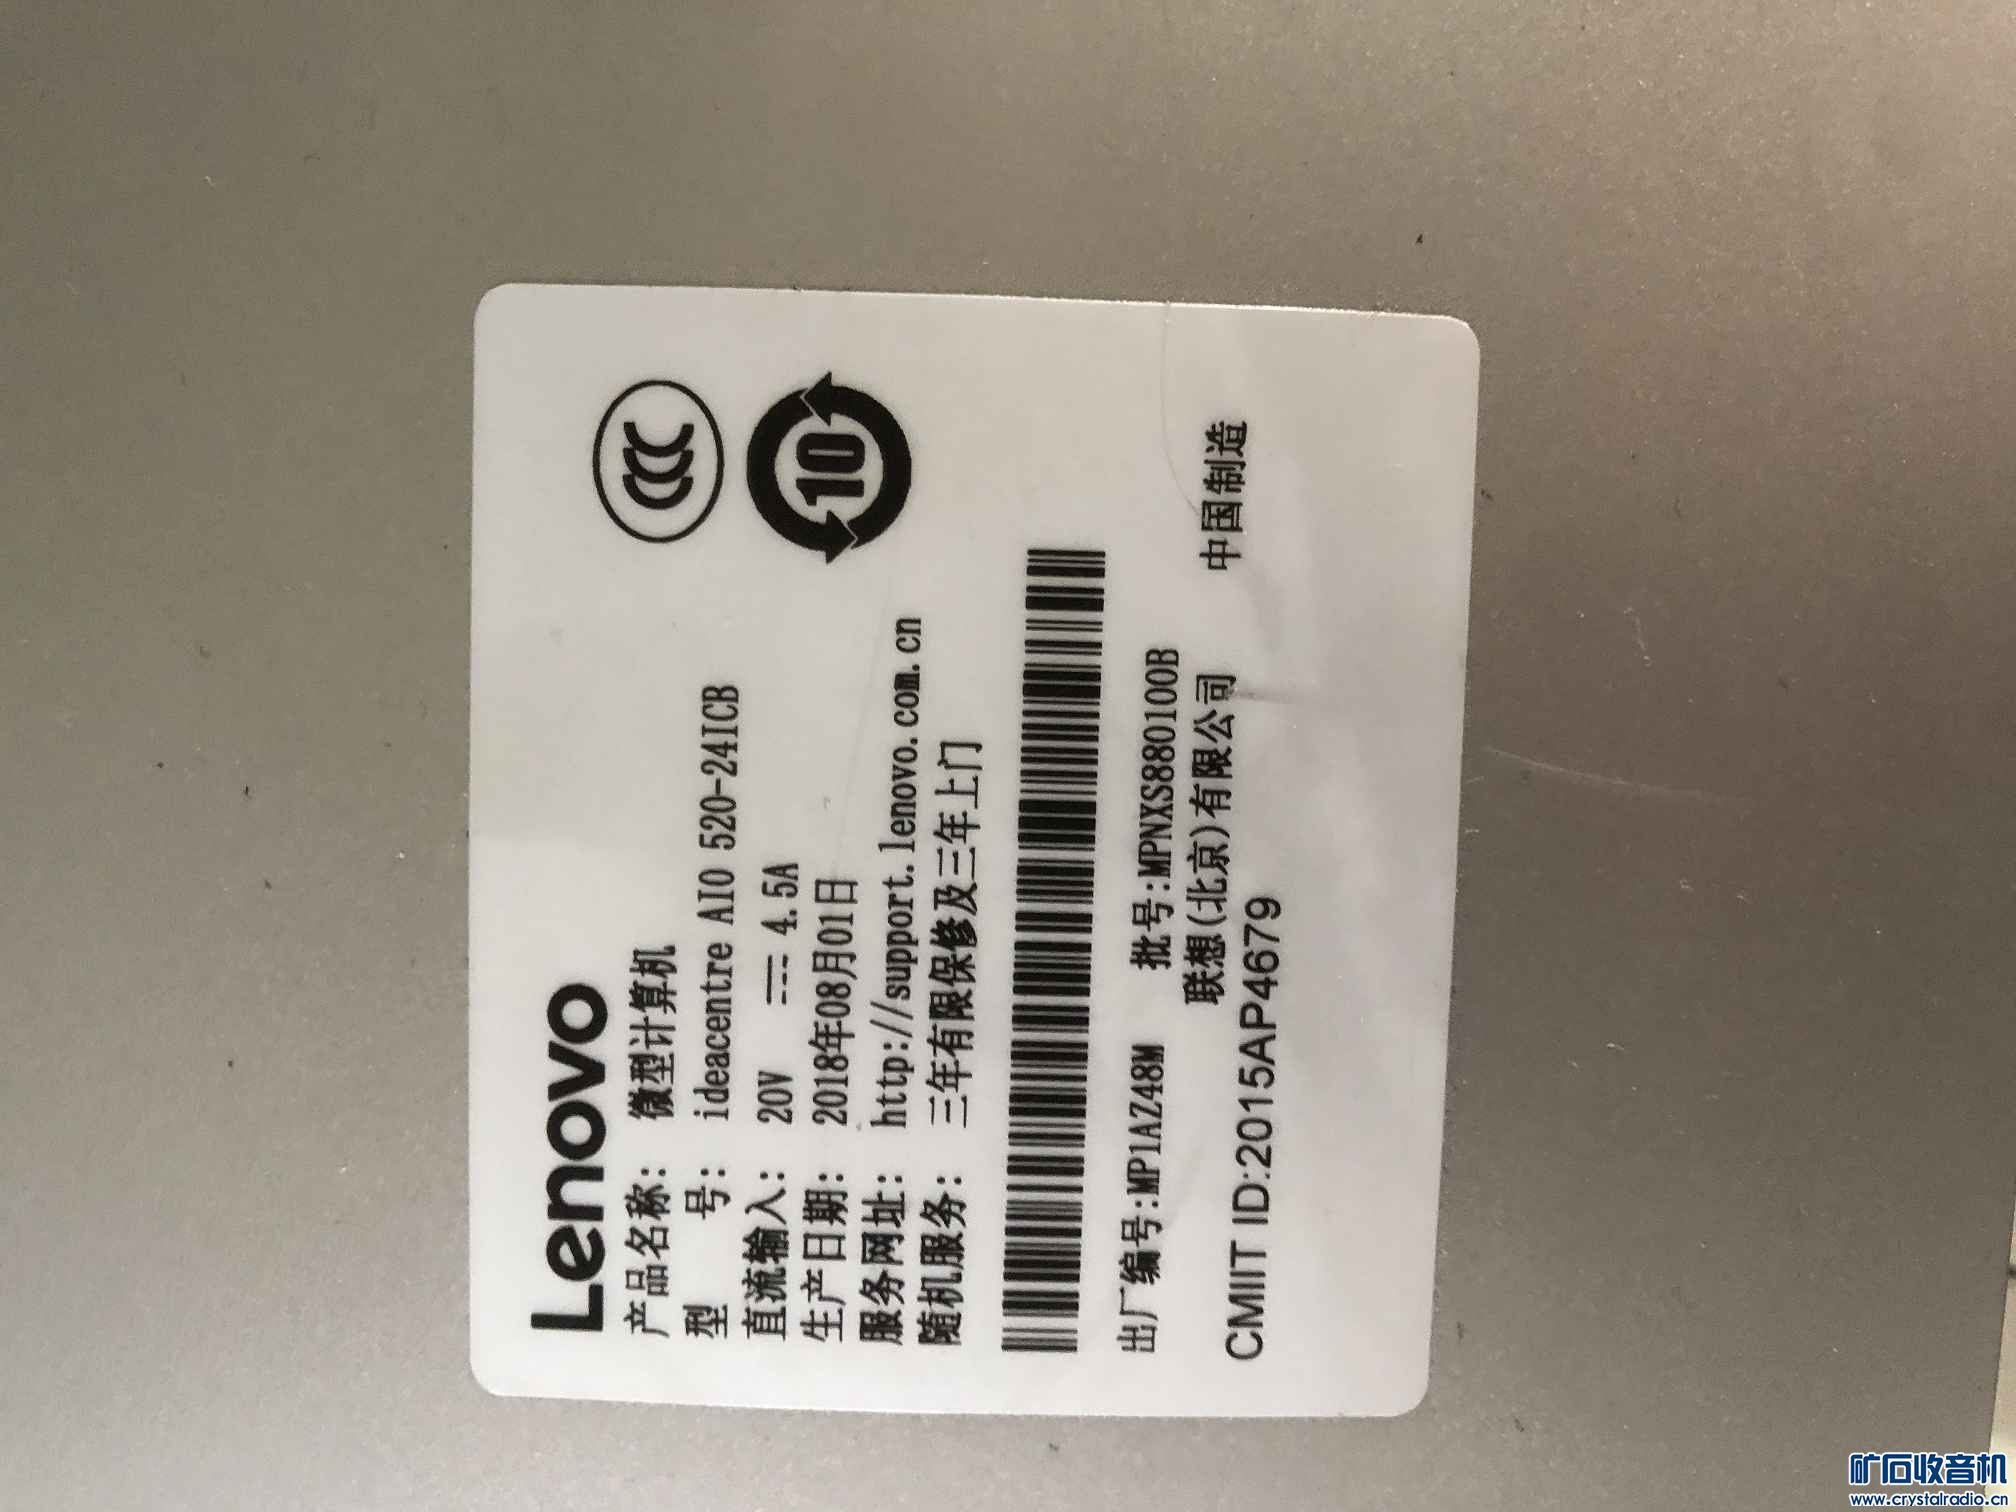 Lenovo
产品名称： 微型计算机
型 号： ideacentre AIO 520-24ICB
直流输入： 20V ⎓ 4.5A
生产日期： 2018年08月01日
服务网址： http://support.lenovo.com.cn
随机服务： 三年有限保修及三年上门
CCC
10
出厂编号:MP1AZ48M 批号:MPNXS880100B
联想(北京)有限公司 中国制造
CMIIT ID:2015AP4679
矿石收音机
www.crystalradio.cn